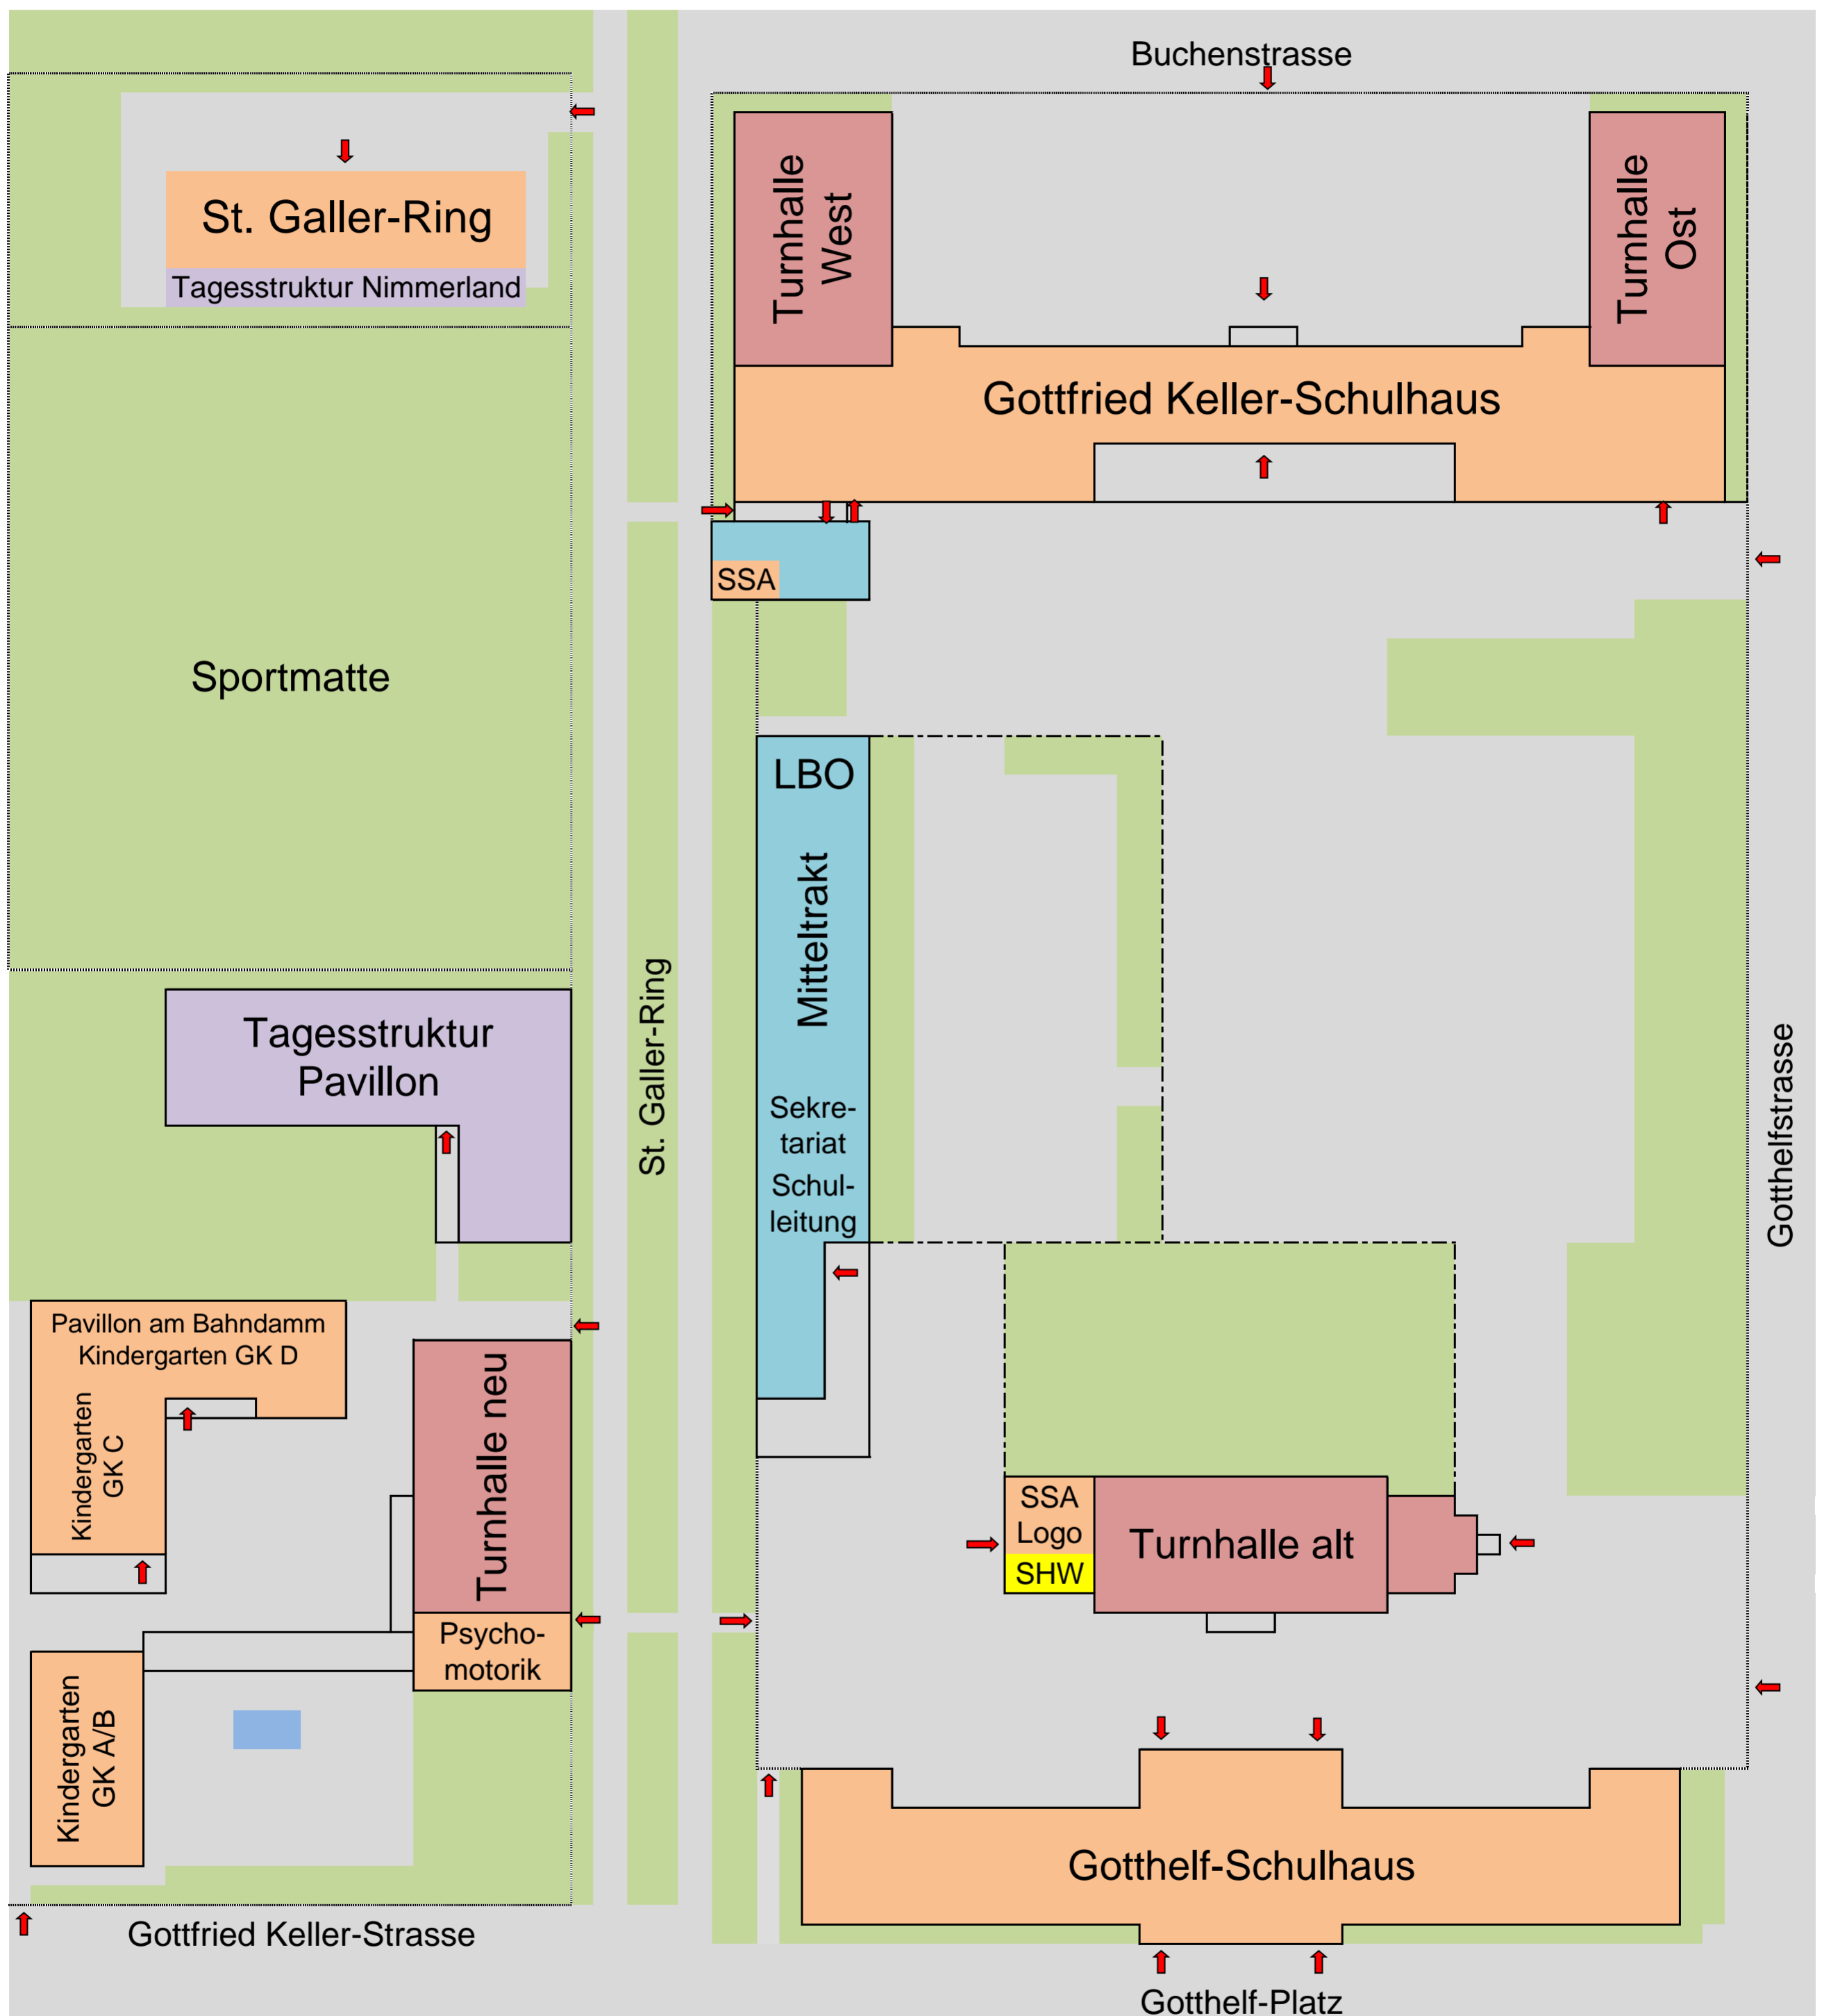 Buchenstrasse
St. Galler-Ring
Tagesstruktur Nimmerland
Turnhalle
West
Turnhalle
Ost
Gottfried Keller-Schulhaus
SSA
Sportmatte
LBO
Mitteltrakt
Sekre-
tariat
Schul-
leitung
St. Galler-Ring
Gotthelfstrasse
Tagesstruktur
Pavillon
Pavillon am Bahndamm
Kindergarten GK D
Kindergarten
GK C
Turnhalle neu
Psycho-
motorik
Kindergarten
GK A/B
SSA
Logo
SHW
Turnhalle alt
Gotthelf-Schulhaus
Gottfried Keller-Strasse
Gotthelf-Platz